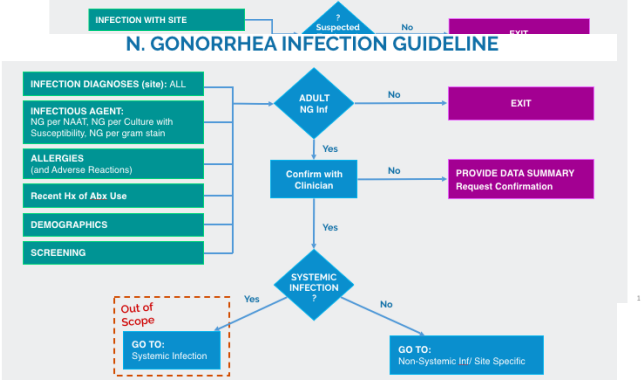 INFECTION WITH SITE
?
Suspected
No
EXIT
N. GONORRHEA INFECTION GUIDELINE
INFECTION DIAGNOSES (site): ALL
INFECTIOUS AGENT:
NG per NAAT, NG per Culture with
Susceptibility, NG per gram stain
ALLERGIES
(and Adverse Reactions)
Recent Hx of Abx Use
DEMOGRAPHICS
SCREENING
ADULT
NG Inf
No
EXIT
Yes
Confirm with
Clinician
No
PROVIDE DATA SUMMARY
Request Confirmation
Yes
SYSTEMIC
INFECTION
?
Yes
No
Out of
Scope
GO TO:
Systemic Infection
GO TO:
Non-Systemic Inf/ Site Specific
1